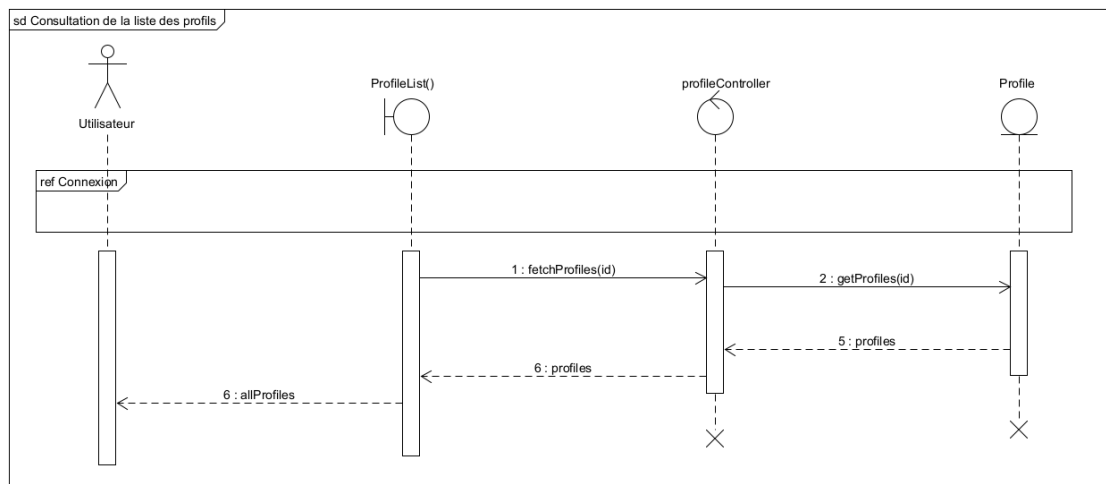 sd Consultation de la liste des profils
Utilisateur
ProfileList()
profileController
Profile
ref Connexion
1 : fetchProfiles(id)
2 : getProfiles(id)
5 : profiles
6 : profiles
6 : allProfiles